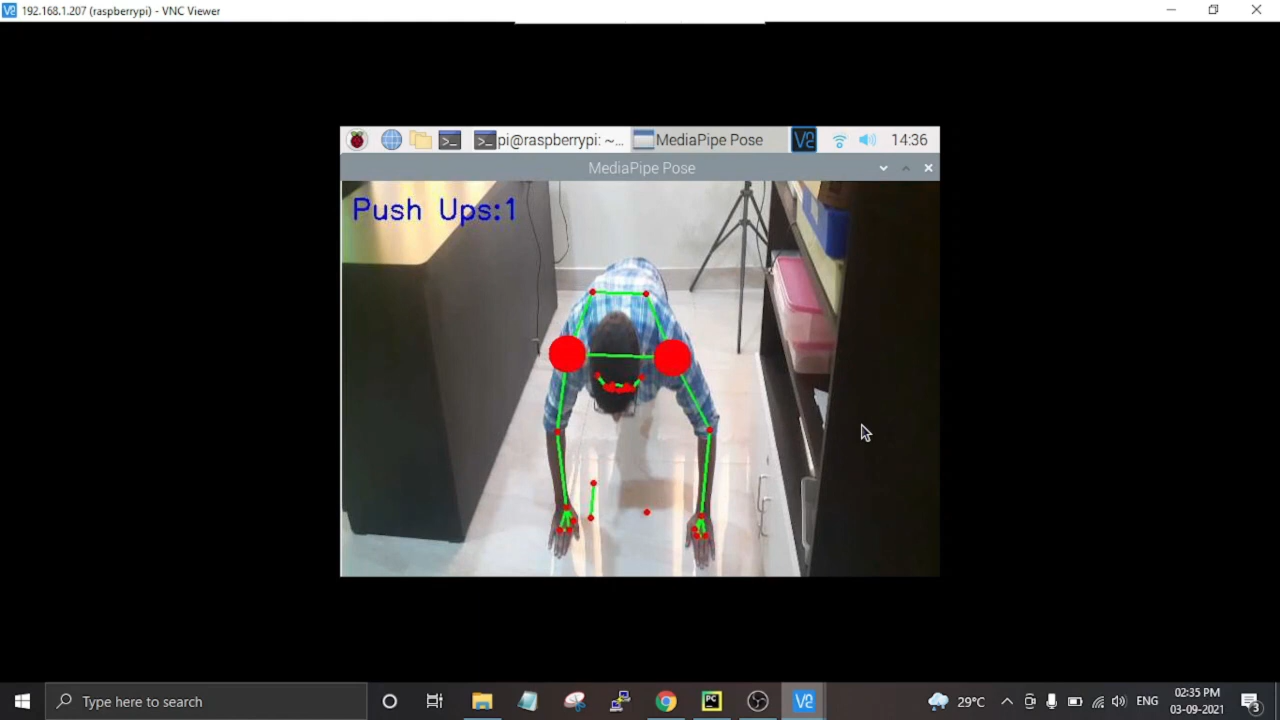 192.168.1.207 (raspberrypi) - VNC Viewer
pi@raspberrypi: ~... MediaPipe Pose 14:36
MediaPipe Pose
Push Ups:1
Type here to search
29°C ENG 02:35 PM
03-09-2021
3